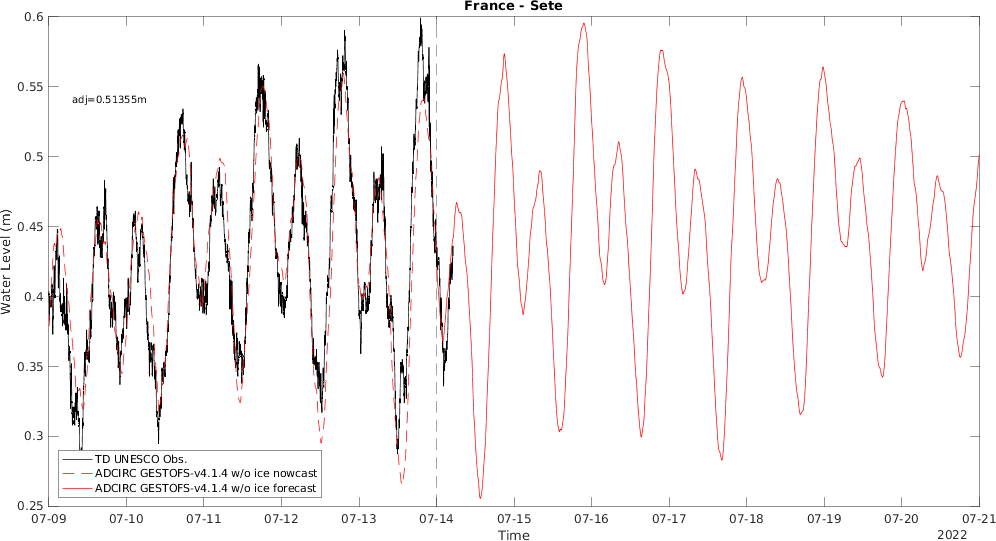 France - Sete
0.6
0.55
0.5
0.45
0.4
0.35
0.3
0.25
Water Level (m)
adj=0.51355m
TD UNESCO Obs.
ADCIRC GESTOFS-v4.1.4 w/o ice nowcast
ADCIRC GESTOFS-v4.1.4 w/o ice forecast
07-09 07-10 07-11 07-12 07-13 07-14 07-15 07-16 07-17 07-18 07-19 07-20 07-21
Time
2022